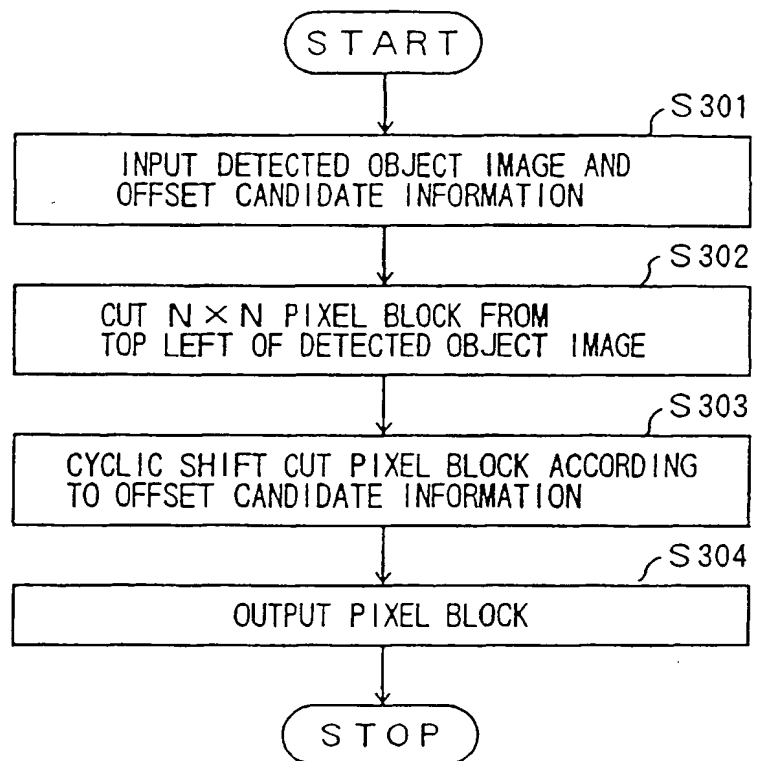 START
S301
INPUT DETECTED OBJECT IMAGE AND
OFFSET CANDIDATE INFORMATION
S302
CUT N×N PIXEL BLOCK FROM
TOP LEFT OF DETECTED OBJECT IMAGE
S303
CYCLIC SHIFT CUT PIXEL BLOCK ACCORDING
TO OFFSET CANDIDATE INFORMATION
S304
OUTPUT PIXEL BLOCK
STOP